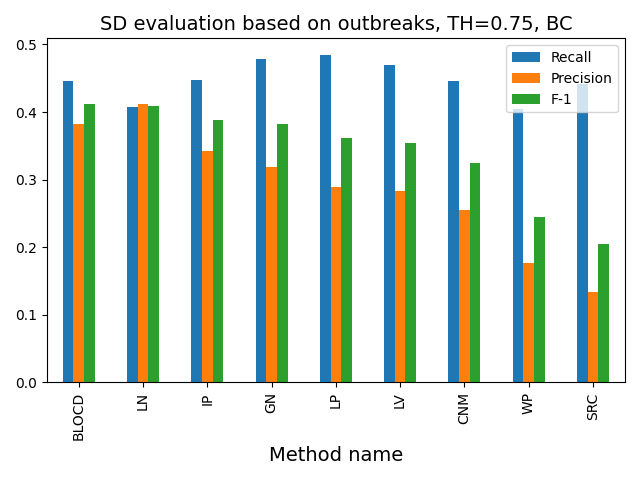 SD evaluation based on outbreaks, TH=0.75, BC
Recall
Precision
F-1
0.5
0.4
0.3
0.2
0.1
0.0
BLOCD
LN
IP
GN
LP
LV
CNM
WP
SRC
Method name